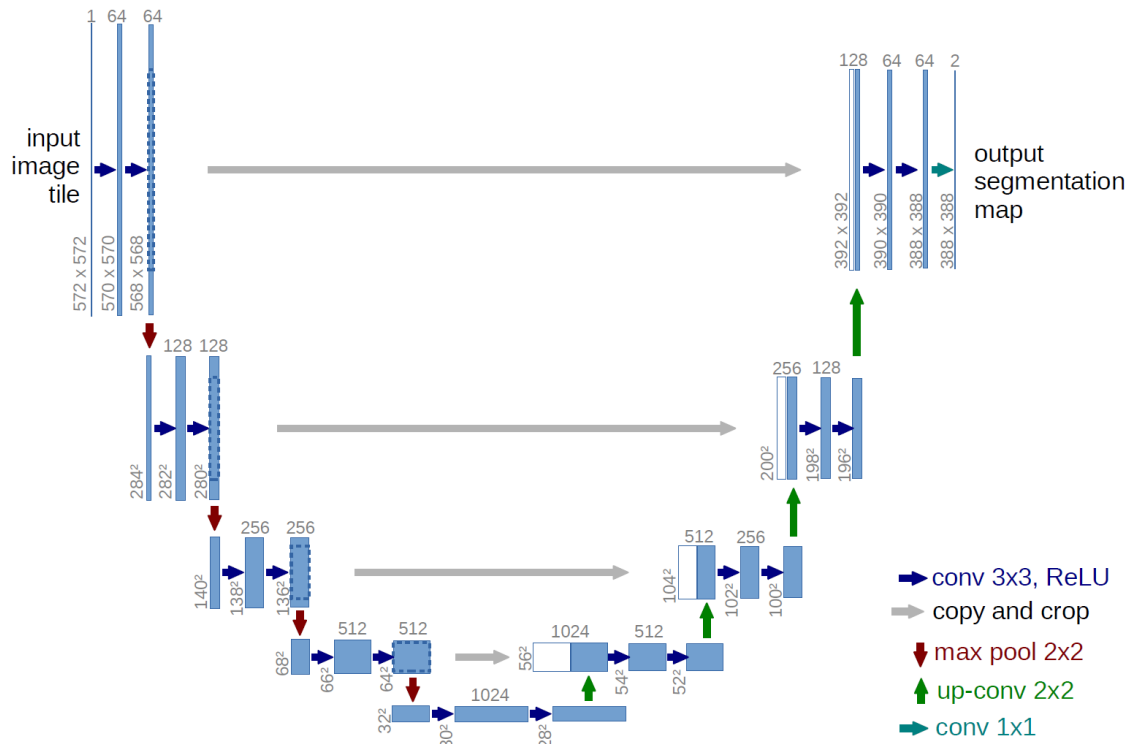 1 64 64
input
image
tile
572 x 572
570 x 570
568 x 568
128 64 64 2
output
segmentation
map
392 x 392
390 x 390
388 x 388
388 x 388
128 128
284²
282²
280²
256 128
200²
198²
196²
256 256
140²
138²
136²
512 256
104²
102²
100²
512 512
68²
66²
64²
1024 512
56²
54²
52²
1024
32²
30²
28²
conv 3x3, ReLU
copy and crop
max pool 2x2
up-conv 2x2
conv 1x1